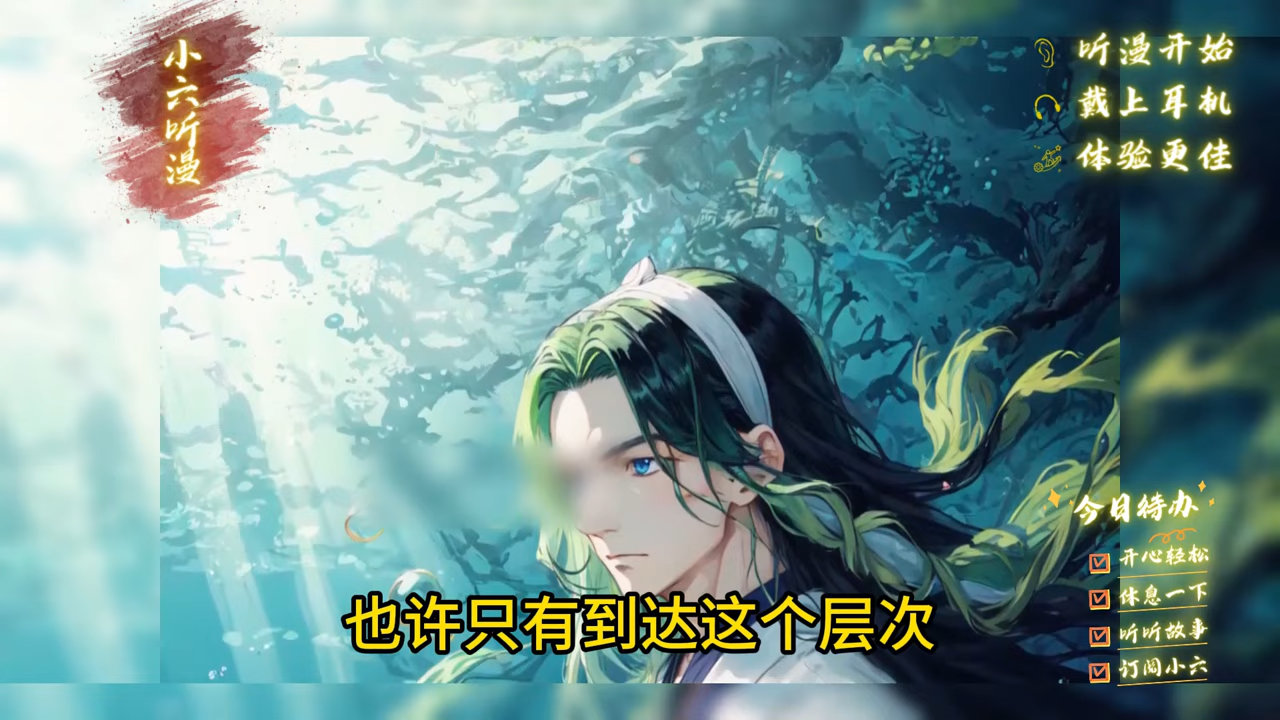 小六听漫
听漫开始
戴上耳机
体验更佳
今日待办
开心轻松
休息一下
听听故事
订阅小六
也许只有到达这个层次